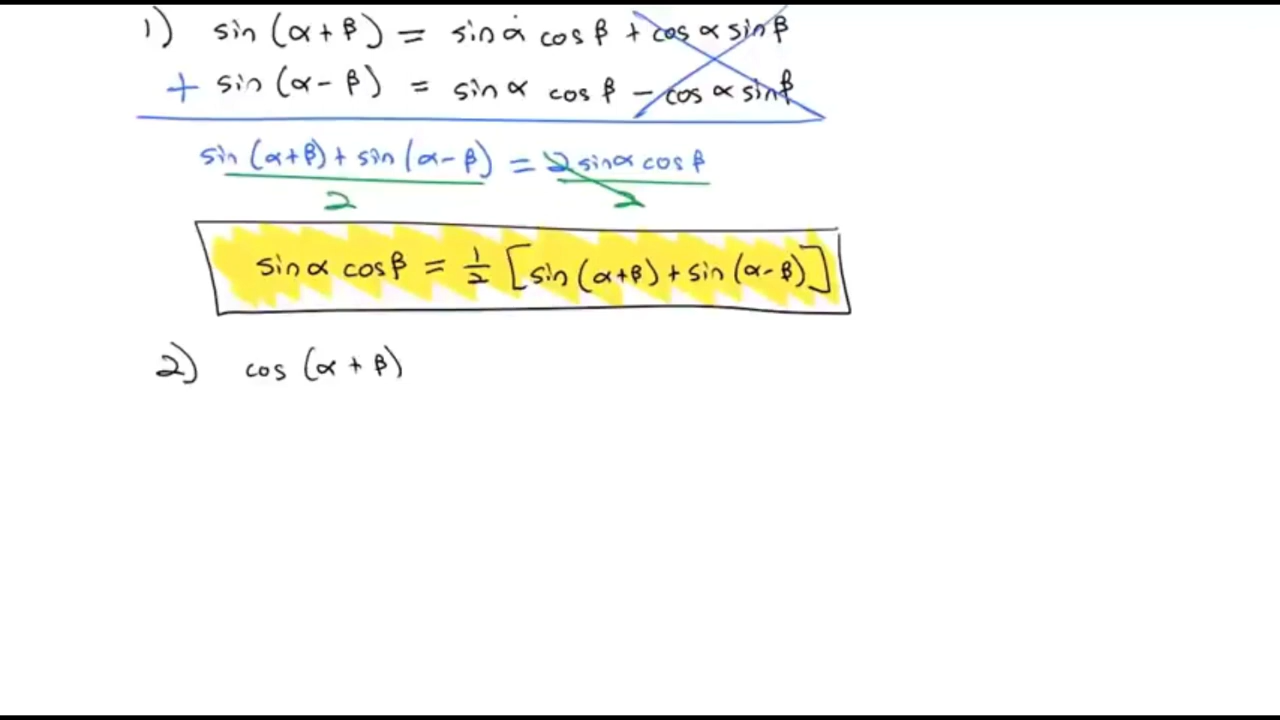 1) sin (α + β) = sin α cos β + cos α sin β
+ sin (α - β) = sin α cos β - cos α sin β
sin (α+β) + sin (α - β) = 2 sin α cos β
2 2
sin α cos β = 1/2 [sin (α+β) + sin (α - β)]
2) cos (α + β)